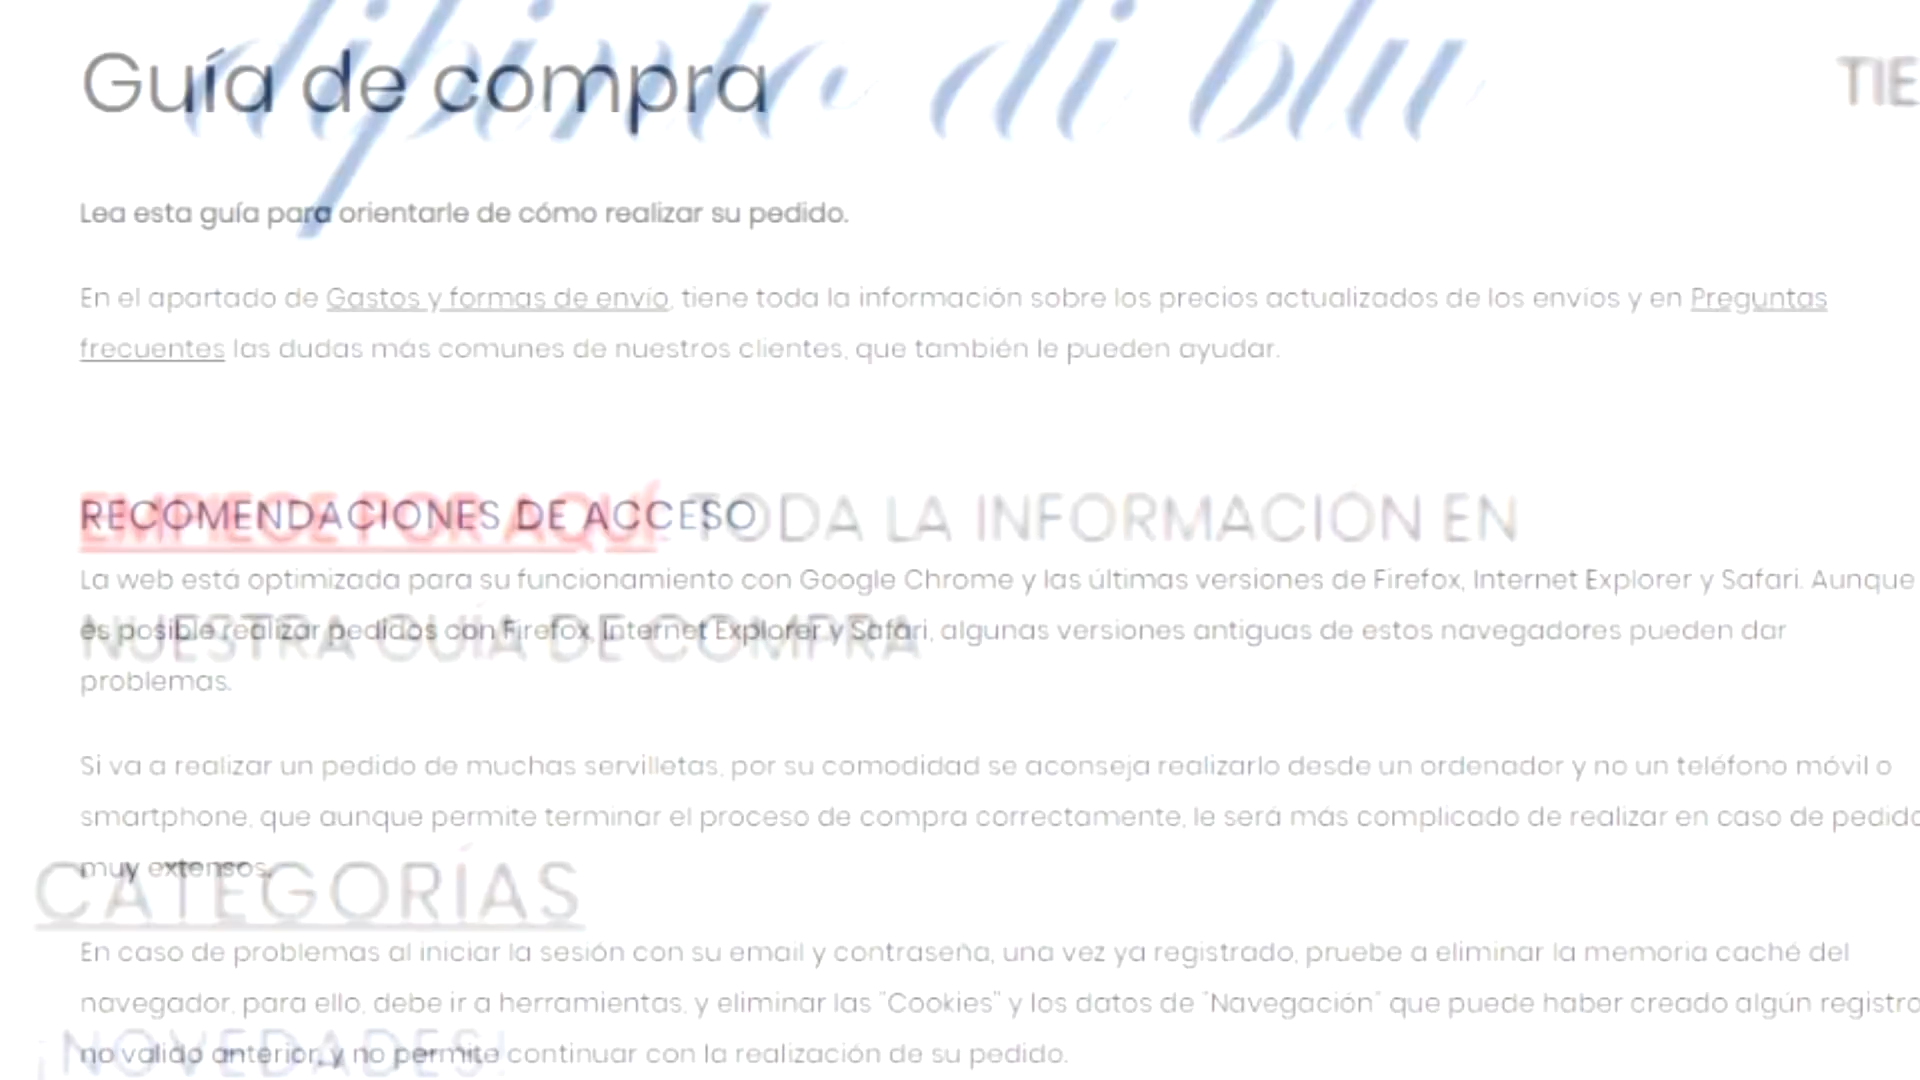 dipinto di blu
Guía de compra
TIE
Lea esta guía para orientarle de cómo realizar su pedido.
En el apartado de Gastos y formas de envío, tiene toda la información sobre los precios actualizados de los envíos y en Preguntas
frecuentes las dudas más comunes de nuestros clientes, que también le pueden ayudar.
EMPIECE POR AQUÍ TODA LA INFORMACIÓN EN
RECOMENDACIONES DE ACCESO
La web está optimizada para su funcionamiento con Google Chrome y las últimas versiones de Firefox, Internet Explorer y Safari. Aunque
NUESTRA GUÍA DE COMPRA
es posible realizar pedidos con Firefox, Internet Explorer y Safari, algunas versiones antiguas de estos navegadores pueden dar
problemas.
Si va a realizar un pedido de muchas servilletas, por su comodidad se aconseja realizarlo desde un ordenador y no un teléfono móvil o
smartphone, que aunque permite terminar el proceso de compra correctamente, le será más complicado de realizar en caso de pedido
muy extensos.
CATEGORÍAS
En caso de problemas al iniciar la sesión con su email y contraseña, una vez ya registrado, pruebe a eliminar la memoria caché del
navegador, para ello, debe ir a herramientas, y eliminar las "Cookies" y los datos de "Navegación" que puede haber creado algún registro
no valido anterior, y no permite continuar con la realización de su pedido.
¡NOVEDADES!